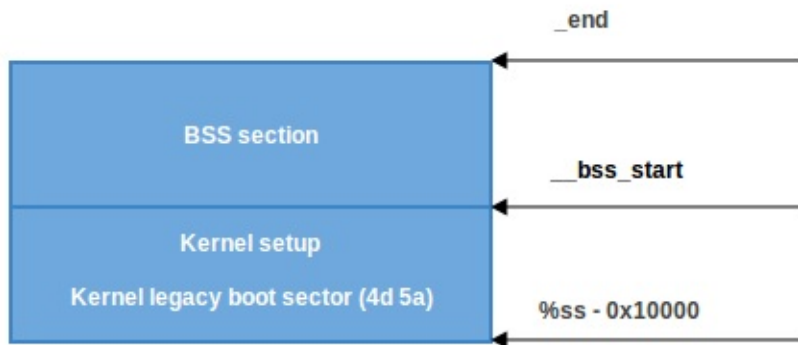 _end
BSS section
__bss_start
Kernel setup
Kernel legacy boot sector (4d 5a)
%ss - 0x10000